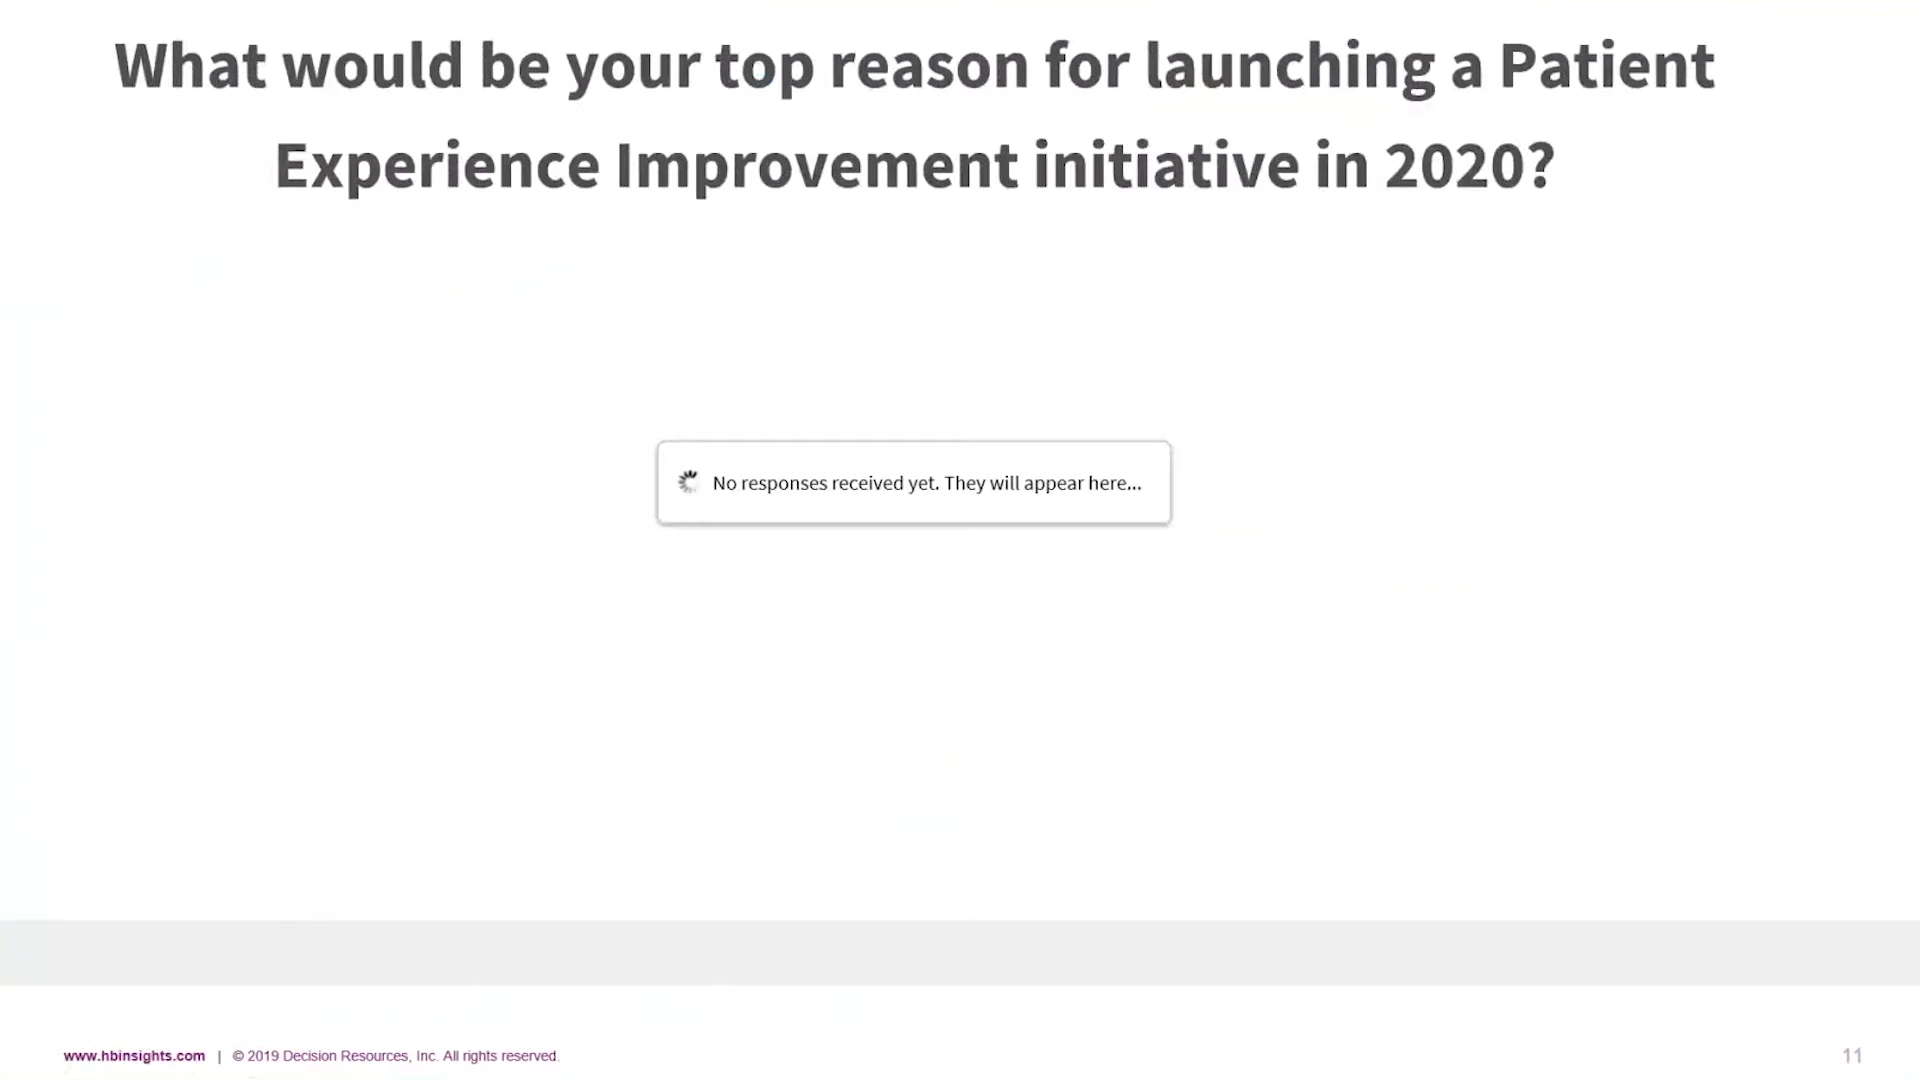 What would be your top reason for launching a Patient
Experience Improvement initiative in 2020?
No responses received yet. They will appear here...
www.hbinsights.com | © 2019 Decision Resources, Inc. All rights reserved.
11